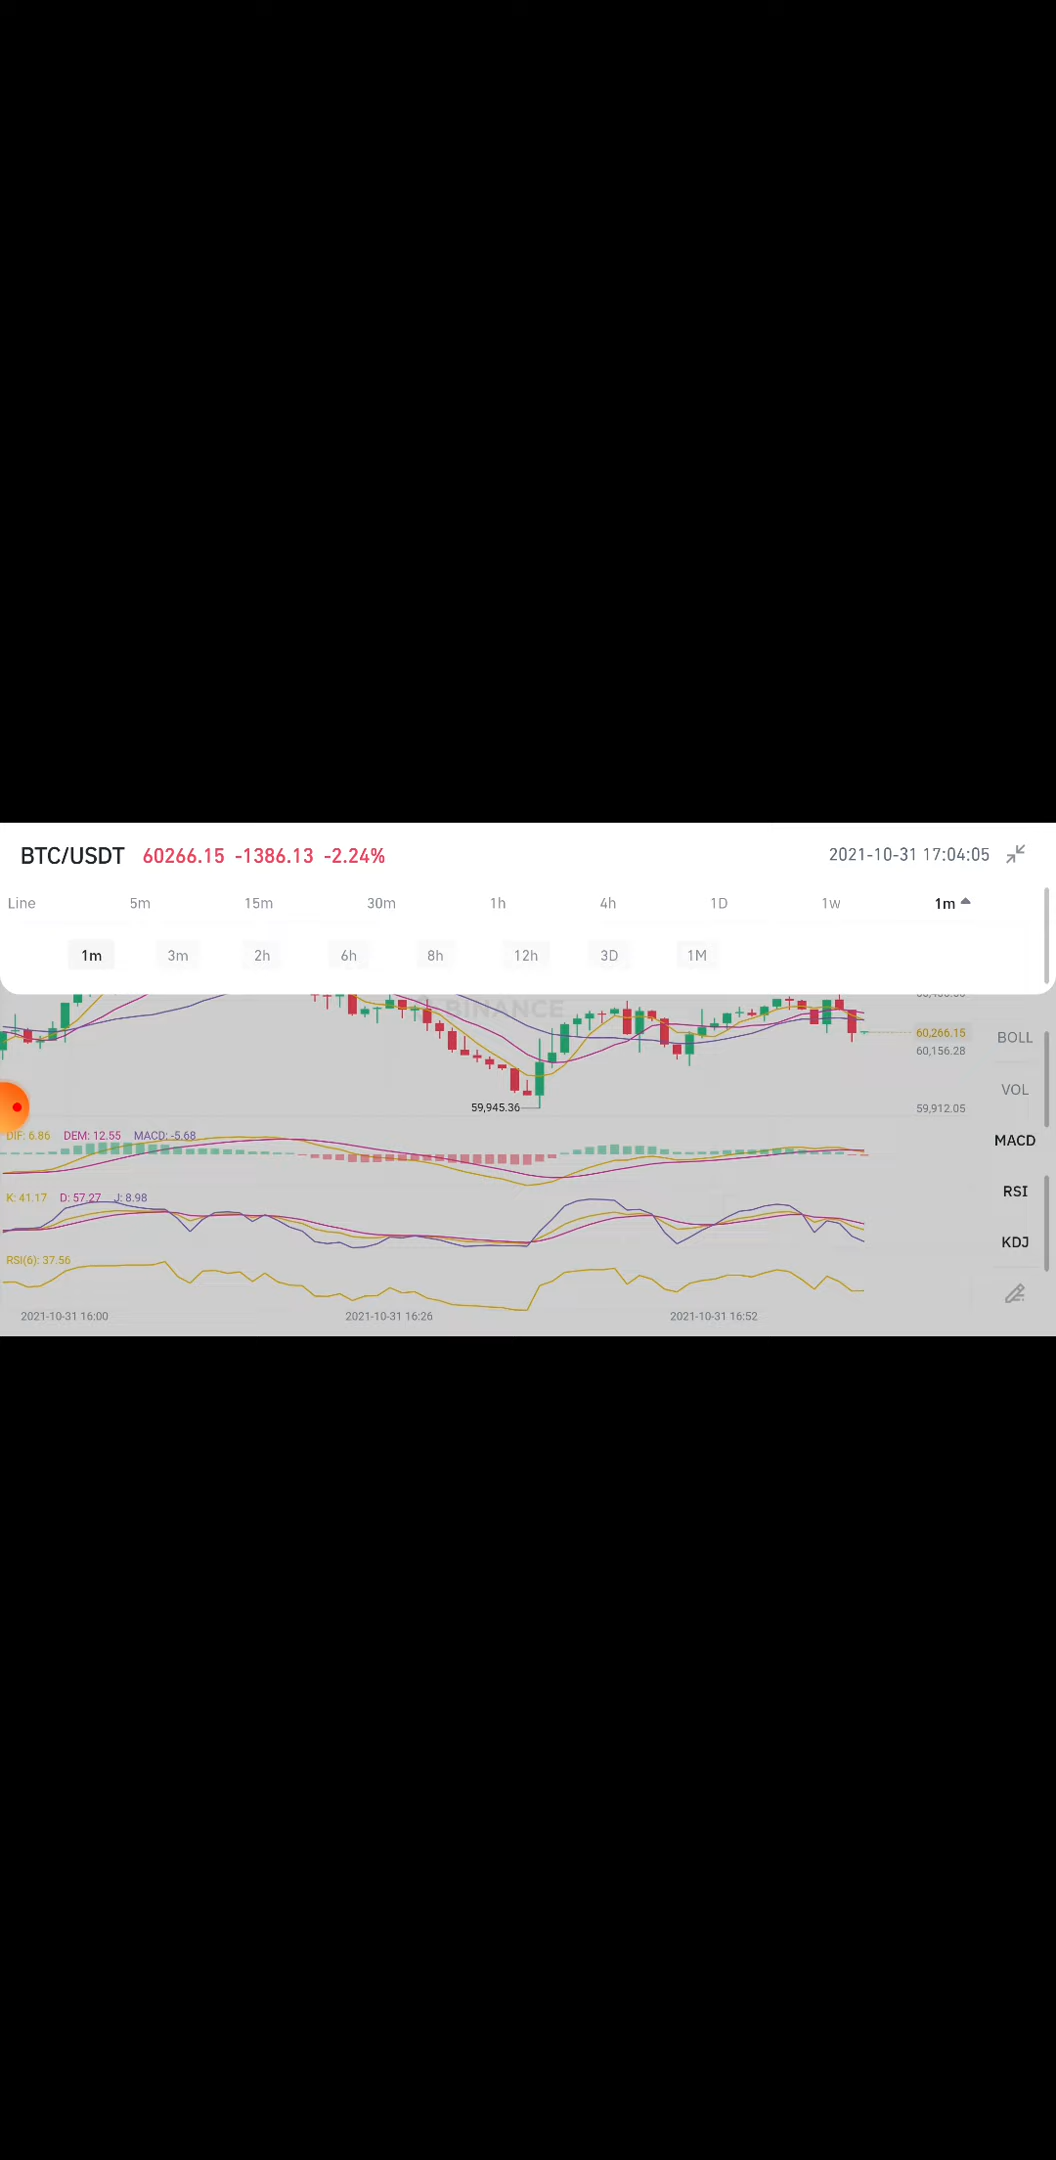 BTC/USDT 60266.15 -1386.13 -2.24% 2021-10-31 17:04:05
Line 5m 15m 30m 1h 4h 1D 1w 1m
1m 3m 2h 6h 8h 12h 3D 1M
BINANCE
60,266.15
BOLL
60,156.28
VOL
59,945.36
59,912.05
DIF: 6.86 DEM: 12.55 MACD: -5.68
MACD
K: 41.17 D: 57.27 J: 8.98
RSI
KDJ
RSI(6): 37.56
2021-10-31 16:00 2021-10-31 16:26 2021-10-31 16:52